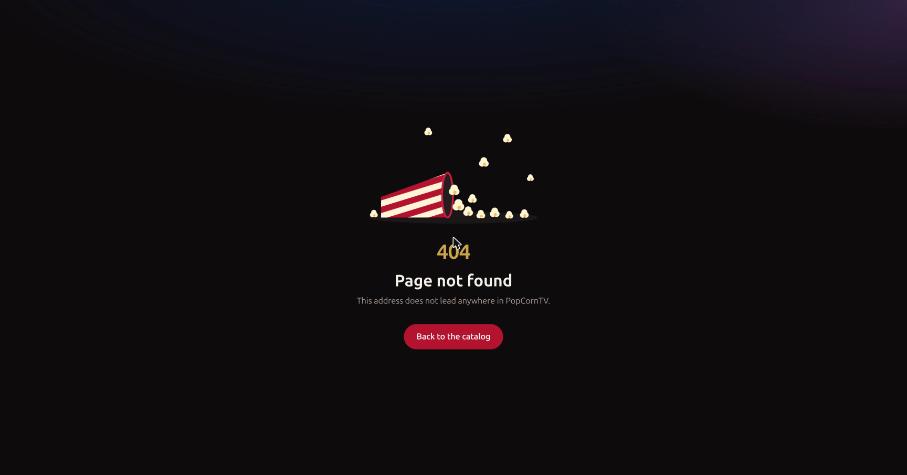 404
Page not found
This address does not lead anywhere in PopCornTV.
Back to the catalog